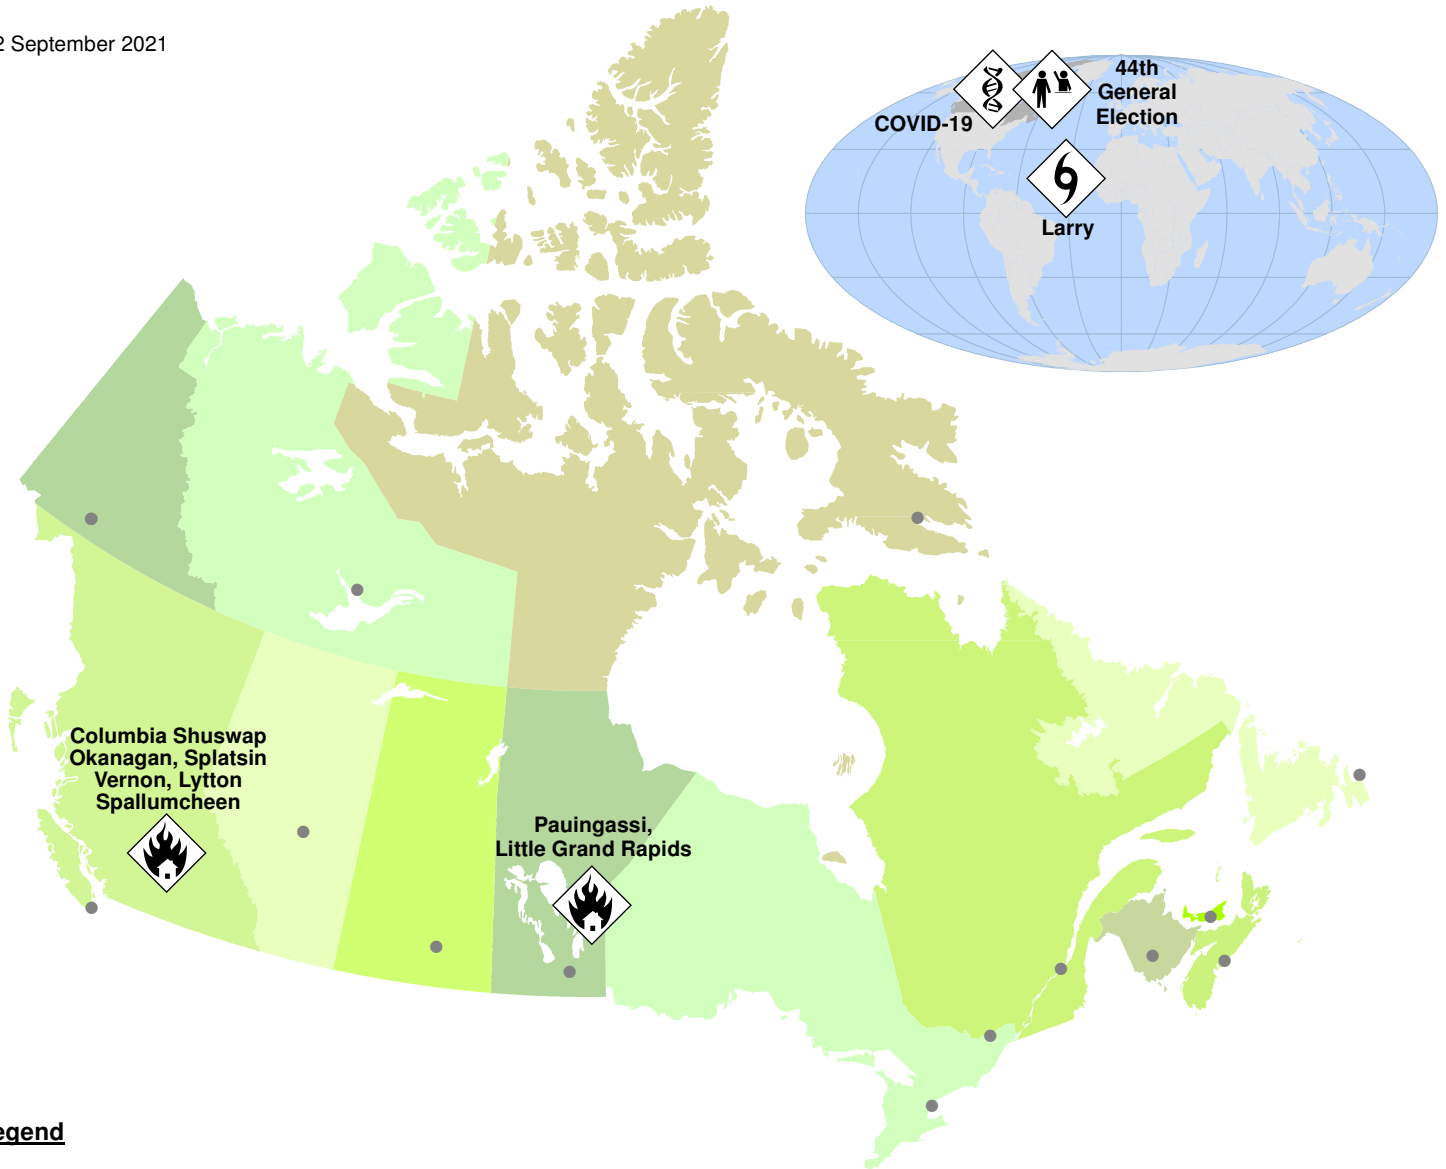 2 September 2021
44th
General
Election
COVID-19
Larry
Columbia Shuswap
Okanagan, Splatsin
Vernon, Lytton
Spallumcheen
Pauingassi,
Little Grand Rapids
egend